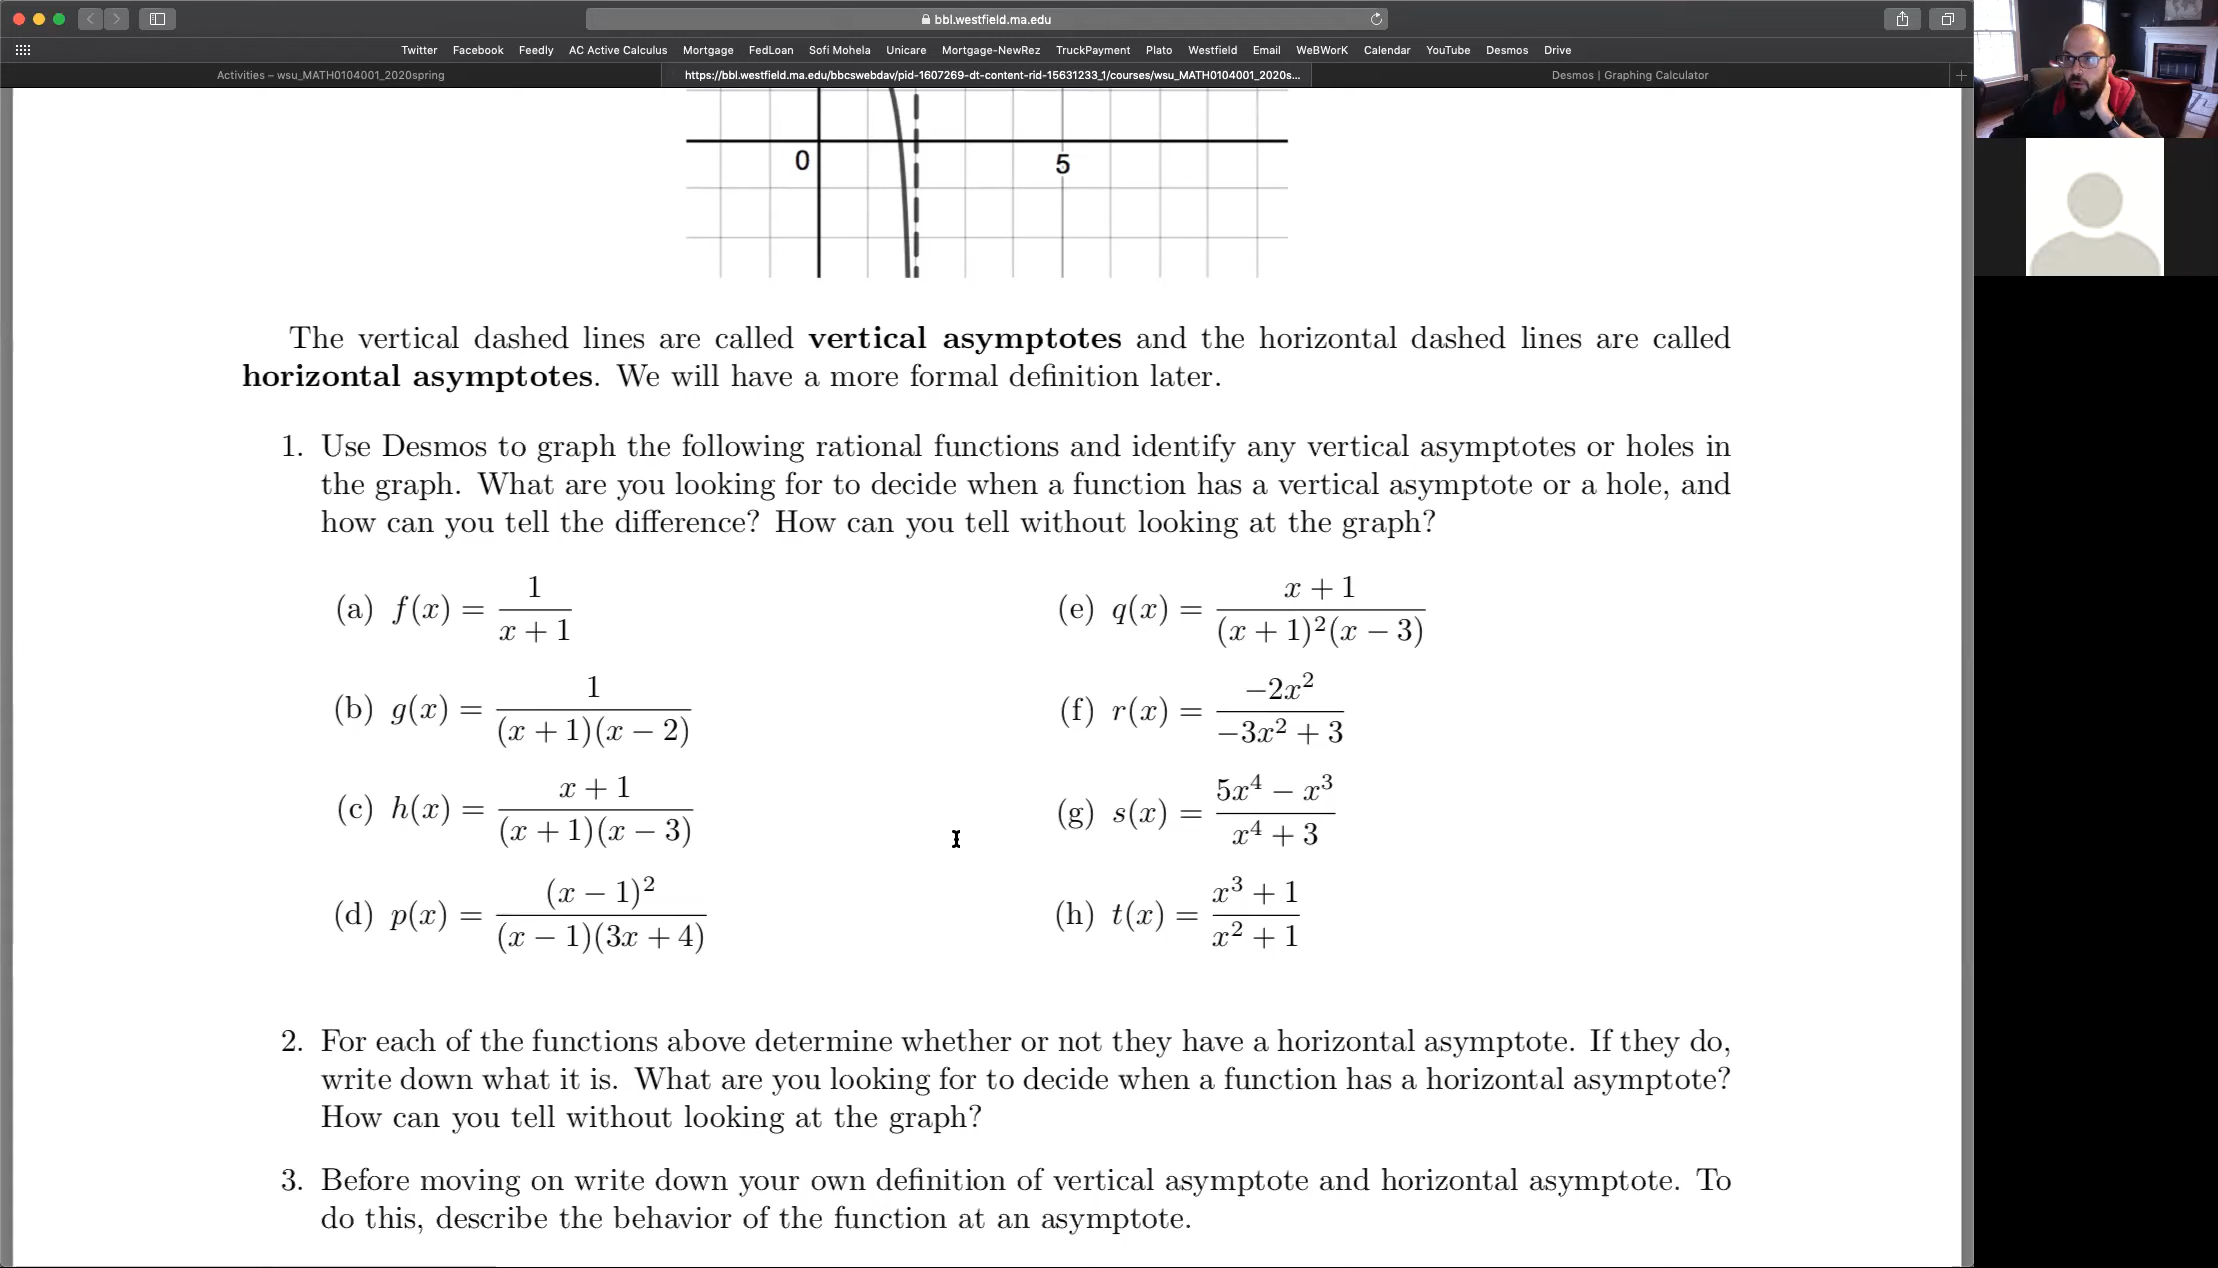 bbl.westfield.ma.edu
Twitter Facebook Feedly AC Active Calculus Mortgage FedLoan Sofi Mohela Unicare Mortgage-NewRez TruckPayment Plato Westfield Email WeBWorK Calendar YouTube Desmos Drive
Activities – wsu_MATH0104001_2020spring
https://bbl.westfield.ma.edu/bbcswebdav/pid-1607269-dt-content-rid-15631233_1/courses/wsu_MATH0104001_2020s...
Desmos | Graphing Calculator
0 5
The vertical dashed lines are called vertical asymptotes and the horizontal dashed lines are called
horizontal asymptotes. We will have a more formal definition later.
1. Use Desmos to graph the following rational functions and identify any vertical asymptotes or holes in
the graph. What are you looking for to decide when a function has a vertical asymptote or a hole, and
how can you tell the difference? How can you tell without looking at the graph?
(a) f(x) = 1 / (x + 1)
(b) g(x) = 1 / ((x + 1)(x − 2))
(c) h(x) = (x + 1) / ((x + 1)(x − 3))
(d) p(x) = (x − 1)² / ((x − 1)(3x + 4))
(e) q(x) = (x + 1) / ((x + 1)²(x − 3))
(f) r(x) = −2x² / (−3x² + 3)
(g) s(x) = (5x⁴ − x³) / (x⁴ + 3)
(h) t(x) = (x³ + 1) / (x² + 1)
2. For each of the functions above determine whether or not they have a horizontal asymptote. If they do,
write down what it is. What are you looking for to decide when a function has a horizontal asymptote?
How can you tell without looking at the graph?
3. Before moving on write down your own definition of vertical asymptote and horizontal asymptote. To
do this, describe the behavior of the function at an asymptote.